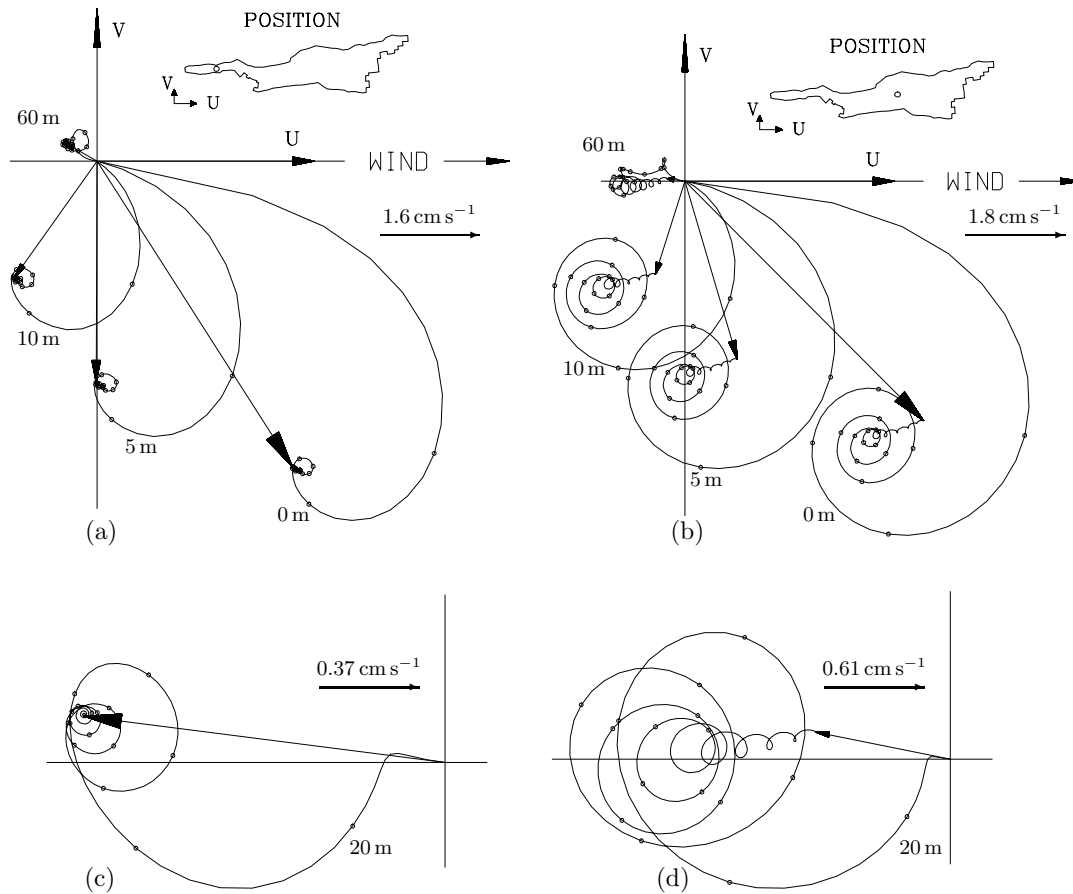 POSITION
V
V
U
60 m
U
WIND
1.6 cm s⁻¹
10 m
5 m
0 m
(a)
POSITION
V
V
U
60 m
U
WIND
1.8 cm s⁻¹
10 m
5 m
0 m
(b)
0.37 cm s⁻¹
20 m
(c)
0.61 cm s⁻¹
20 m
(d)